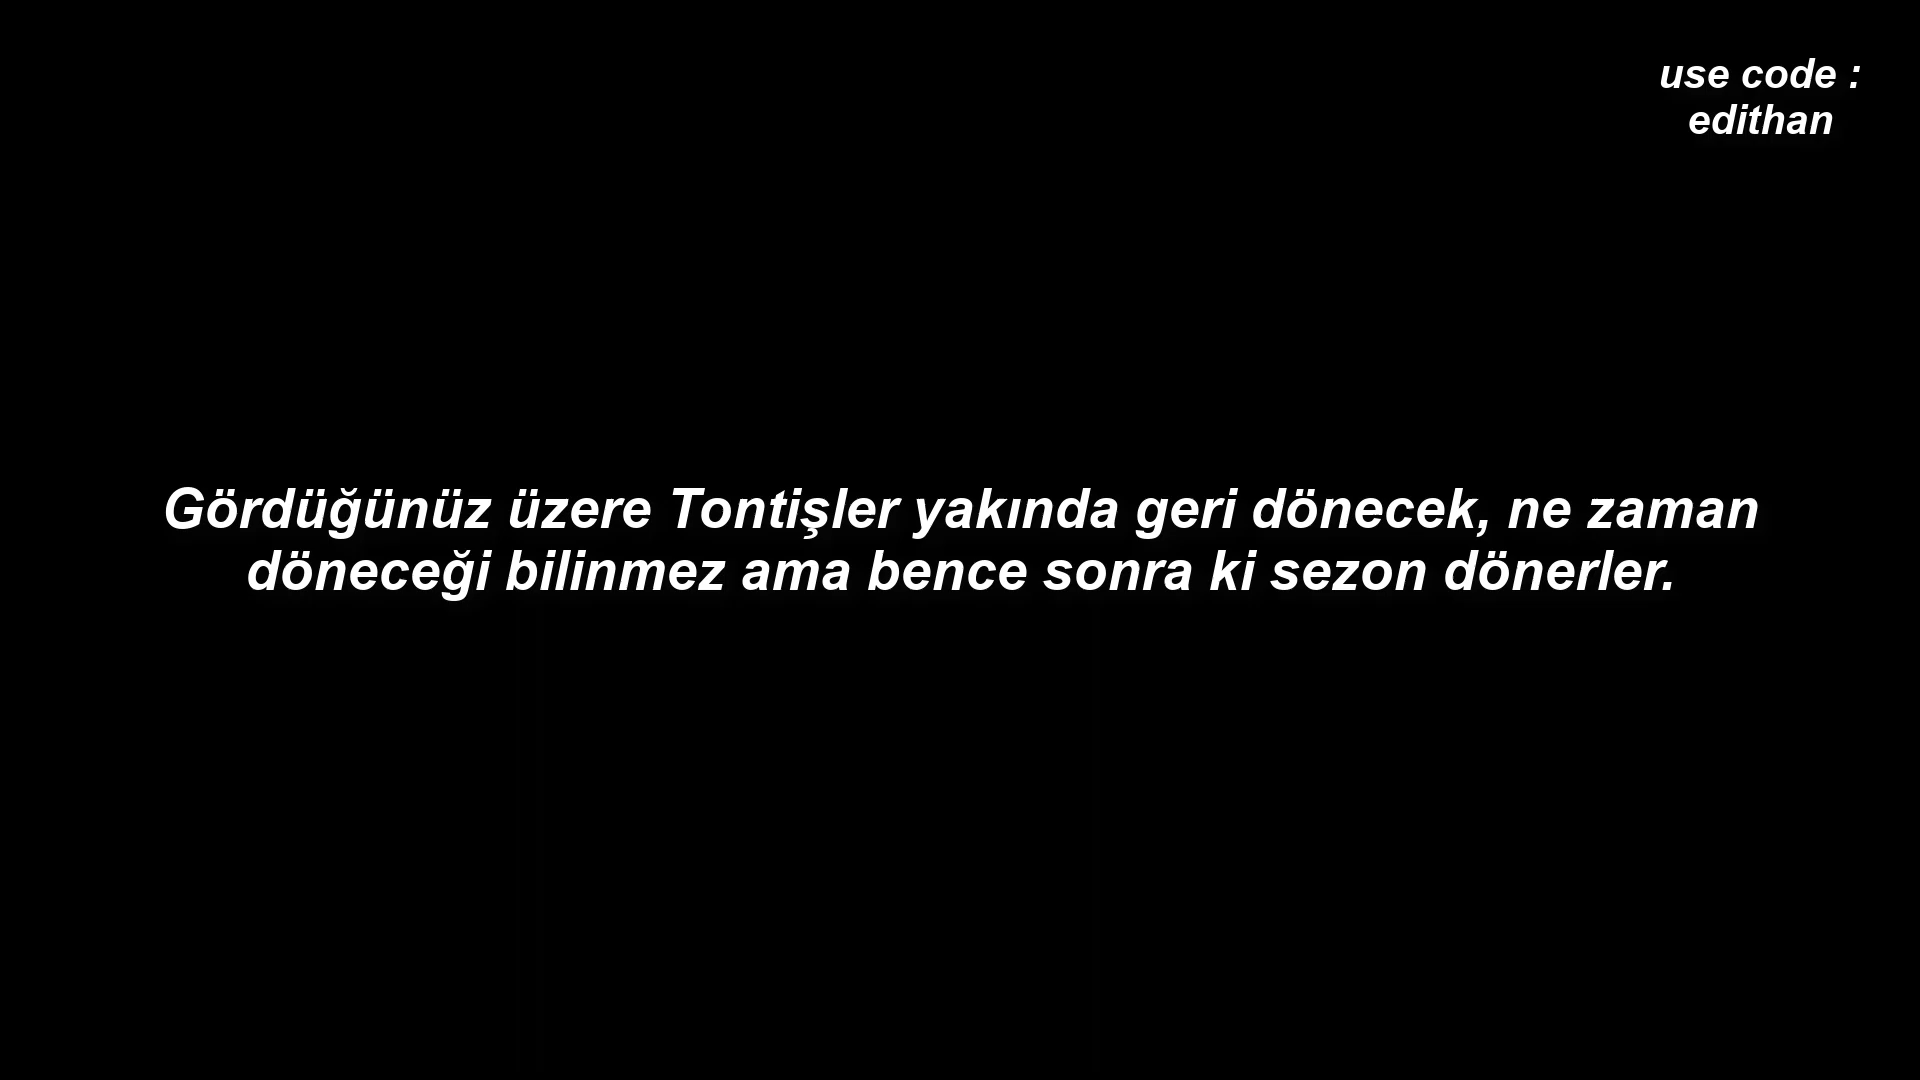 use code :
edithan
Gördüğünüz üzere Tontişler yakında geri dönecek, ne zaman
döneceği bilinmez ama bence sonra ki sezon dönerler.